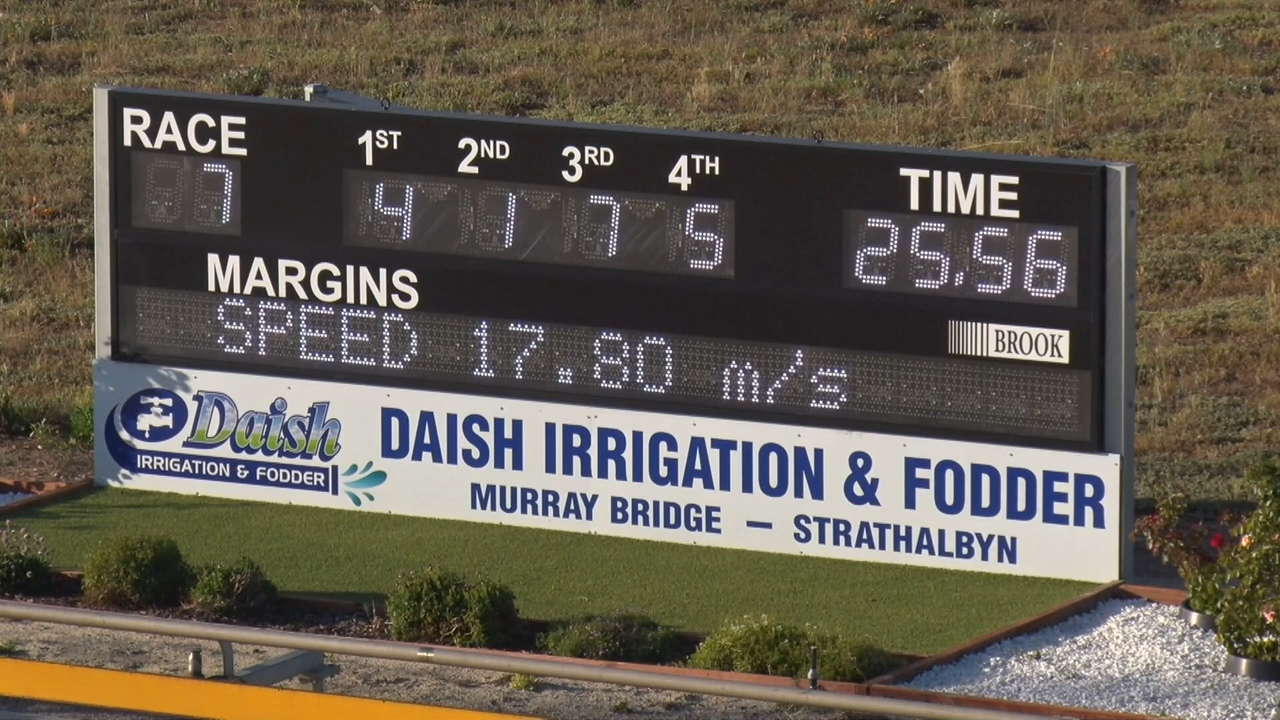 RACE 1ST 2ND 3RD 4TH TIME
7 4 1 7 5 25.56
MARGINS
SPEED 17.80 m/s
BROOK
Daish
IRRIGATION & FODDER
DAISH IRRIGATION & FODDER
MURRAY BRIDGE – STRATHALBYN